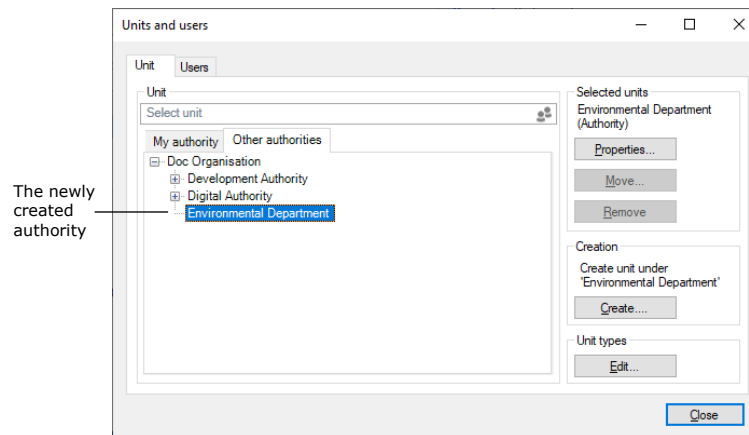 Units and users
Unit
Users
Unit
Select unit
My authority
Other authorities
Doc Organisation
Development Authority
Digital Authority
Environmental Department
The newly
created
authority
Selected units
Environmental Department
(Authority)
Properties...
Move...
Remove
Creation
Create unit under
'Environmental Department'
Create....
Unit types
Edit...
Close